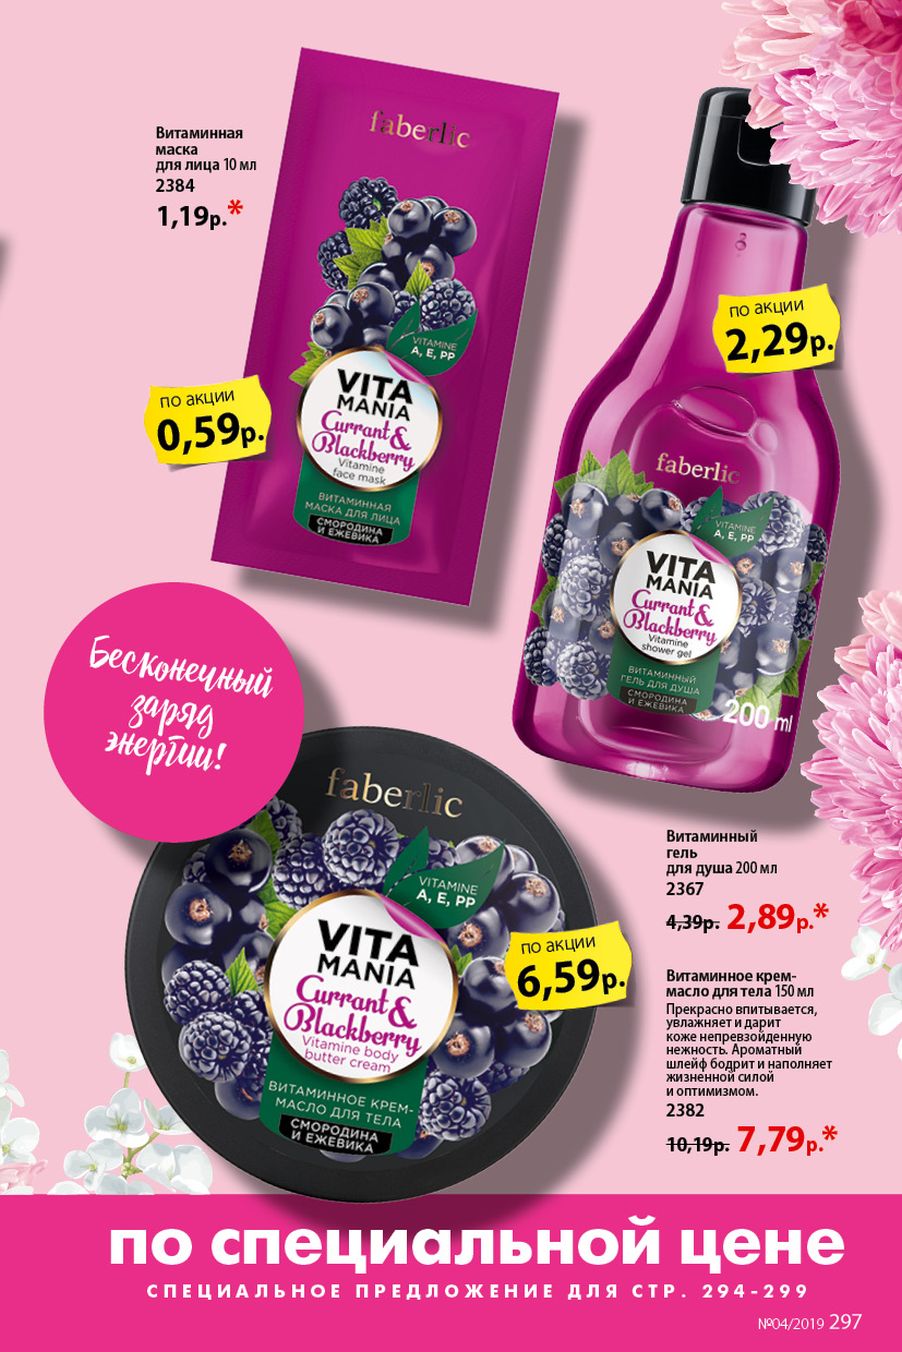 Витаминная
маска
для лица 10 мл
2384
1,19р.*
faberlic
VITAMINE
A, E, PP
VITA
MANIA
Currant &
Blackberry
Vitamine
face mask
ВИТАМИННАЯ
МАСКА ДЛЯ ЛИЦА
СМОРОДИНА
И ЕЖЕВИКА
по акции
0,59р.
по акции
2,29р.
faberlic
VITAMINE
A, E, PP
VITA
MANIA
Currant &
Blackberry
Vitamine
shower gel
ВИТАМИННЫЙ
ГЕЛЬ ДЛЯ ДУША
СМОРОДИНА
И ЕЖЕВИКА
200 ml
Бесконечный
заряд
энергии!
faberlic
VITAMINE
A, E, PP
VITA
MANIA
Currant &
Blackberry
Vitamine body
butter cream
ВИТАМИННОЕ КРЕМ-
МАСЛО ДЛЯ ТЕЛА
СМОРОДИНА
И ЕЖЕВИКА
по акции
6,59р.
Витаминный
гель
для душа 200 мл
2367
4,39р. 2,89р.*
Витаминное крем-
масло для тела 150 мл
Прекрасно впитывается,
увлажняет и дарит
коже непревзойденную
нежность. Ароматный
шлейф бодрит и наполняет
жизненной силой
и оптимизмом.
2382
10,19р. 7,79р.*
по специальной цене
СПЕЦИАЛЬНОЕ ПРЕДЛОЖЕНИЕ ДЛЯ СТР. 294-299
№04/2019 297